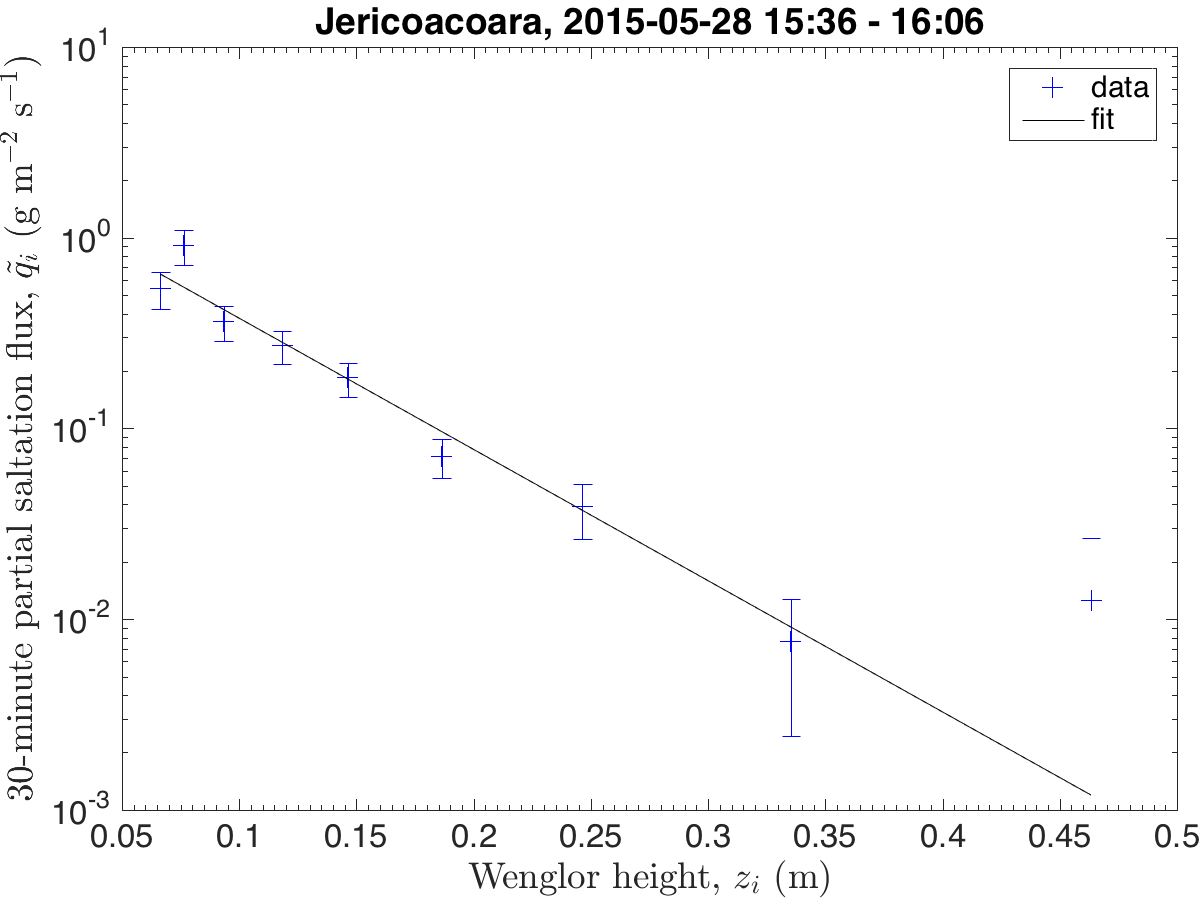 Jericoacoara, 2015-05-28 15:36 - 16:06
data
fit
30-minute partial saltation flux, q̃ᵢ (g m⁻² s⁻¹)
10¹
10⁰
10⁻¹
10⁻²
10⁻³
0.05 0.1 0.15 0.2 0.25 0.3 0.35 0.4 0.45 0.5
Wenglor height, zᵢ (m)